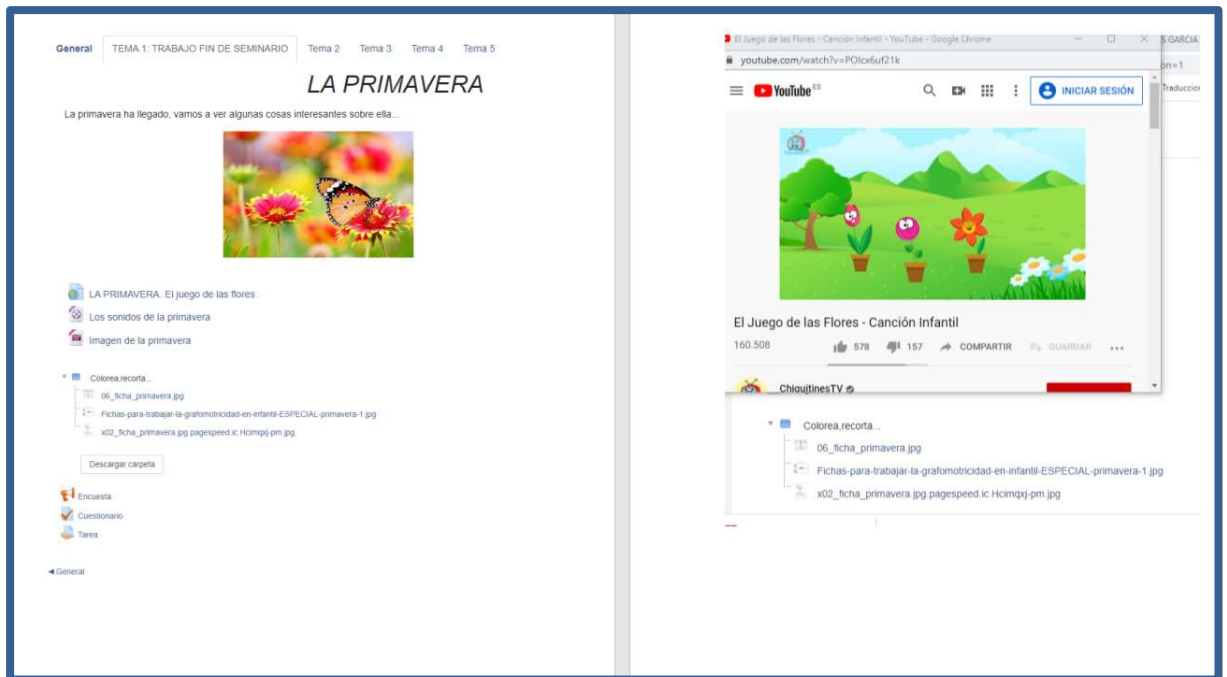 General TEMA 1: TRABAJO FIN DE SEMINARIO Tema 2 Tema 3 Tema 4 Tema 5
LA PRIMAVERA
La primavera ha llegado, vamos a ver algunas cosas interesantes sobre ella...
LA PRIMAVERA. El juego de las flores
Los sonidos de la primavera
Imagen de la primavera
Colorea,recorta...
06_ficha_primavera.jpg
Fichas-para-trabajar-la-grafomotricidad-en-infantil-ESPECIAL-primavera-1.jpg
x02_ficha_primavera.jpg.pagespeed.ic.Hcimqxj-pm.jpg
Descargar carpeta
Encuesta
Cuestionario
Tarea
◄ General
El Juego de las Flores - Canción Infantil - YouTube - Google Chrome
S GARCIA
youtube.com/watch?v=POIcx6uf21k
on=1
YouTube ES INICIAR SESIÓN
Traduccio
El Juego de las Flores - Canción Infantil
160.508 578 157 COMPARTIR GUARDAR ...
ChiquitinesTV
Colorea,recorta...
06_ficha_primavera.jpg
Fichas-para-trabajar-la-grafomotricidad-en-infantil-ESPECIAL-primavera-1.jpg
x02_ficha_primavera.jpg.pagespeed.ic.Hcimqxj-pm.jpg